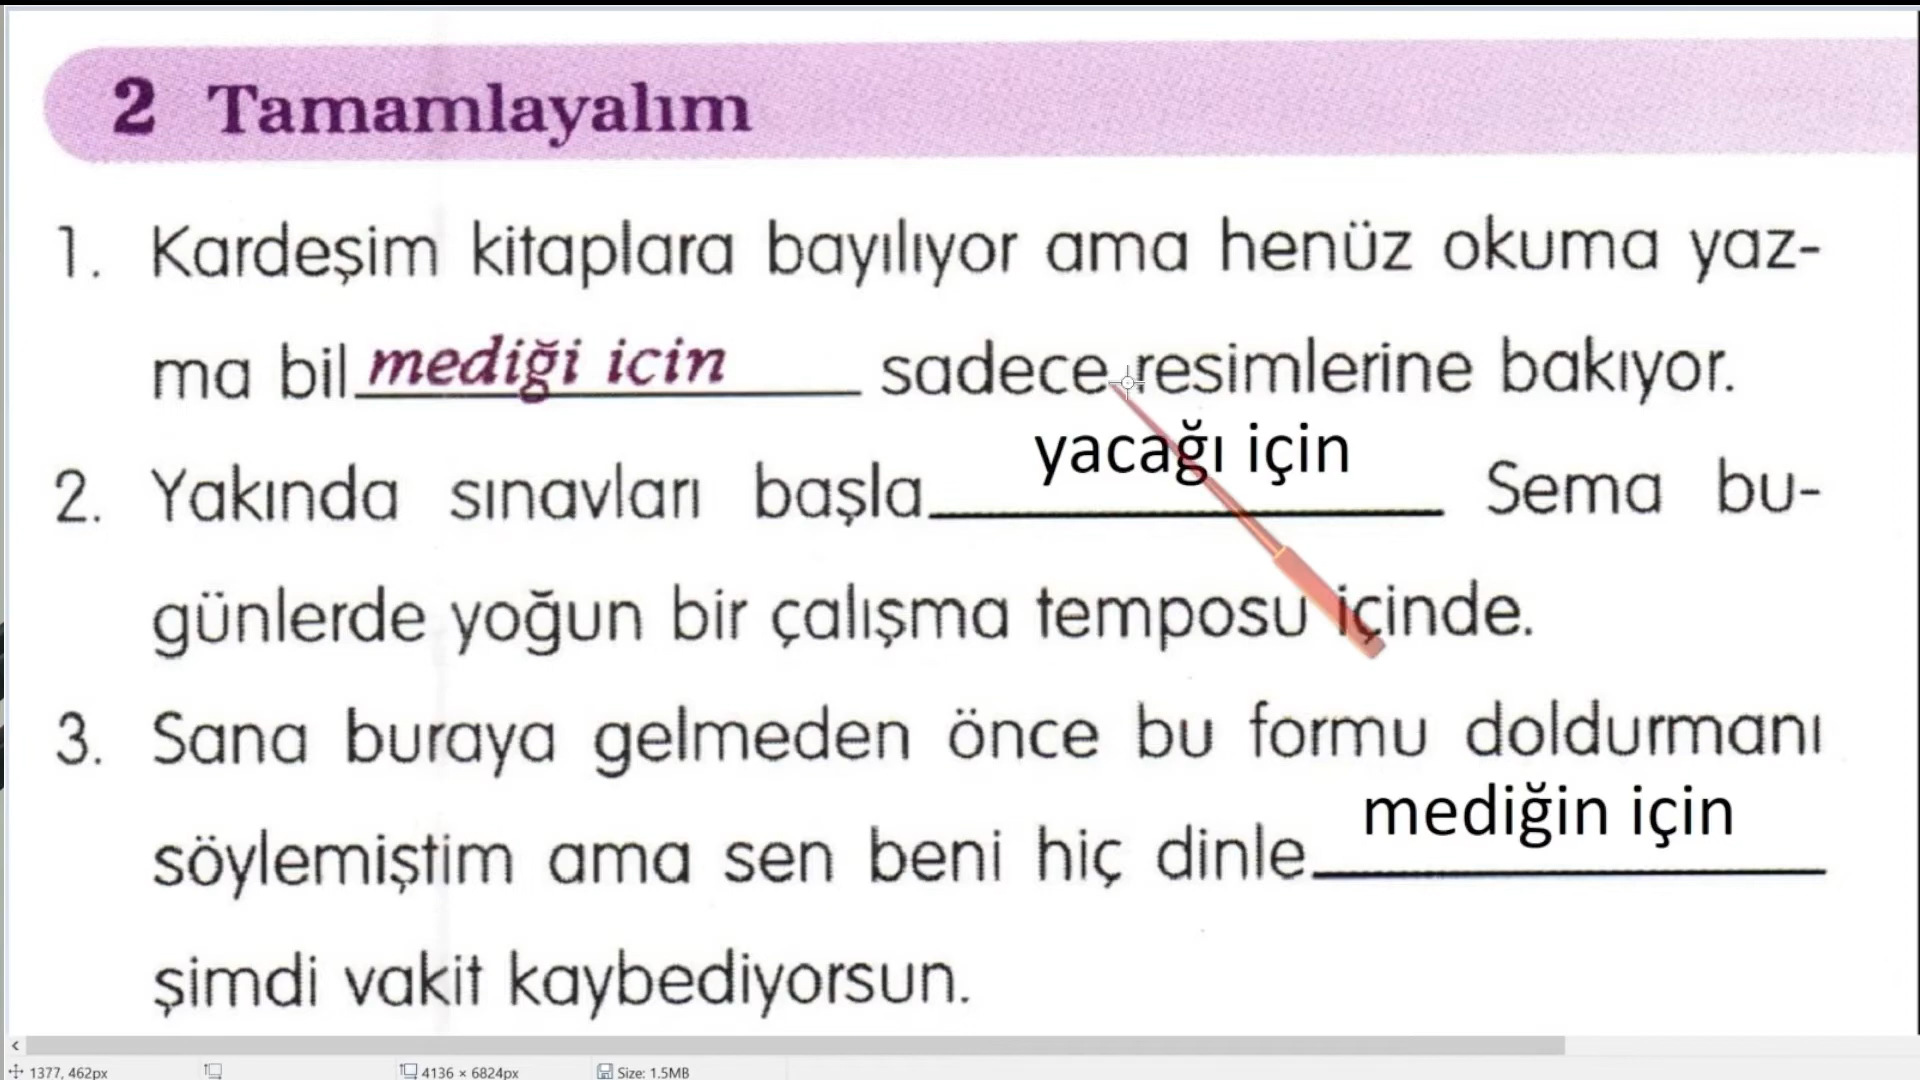 2 Tamamlayalım
1. Kardeşim kitaplara bayılıyor ama henüz okuma yaz-
ma bil mediği icin sadece resimlerine bakıyor.
yacağı için
2. Yakında sınavları başla Sema bu-
günlerde yoğun bir çalışma temposu içinde.
3. Sana buraya gelmeden önce bu formu doldurmanı
mediğin için
söylemiştim ama sen beni hiç dinle
şimdi vakit kaybediyorsun.
1377, 462px 4136 × 6824px Size: 1.5MB